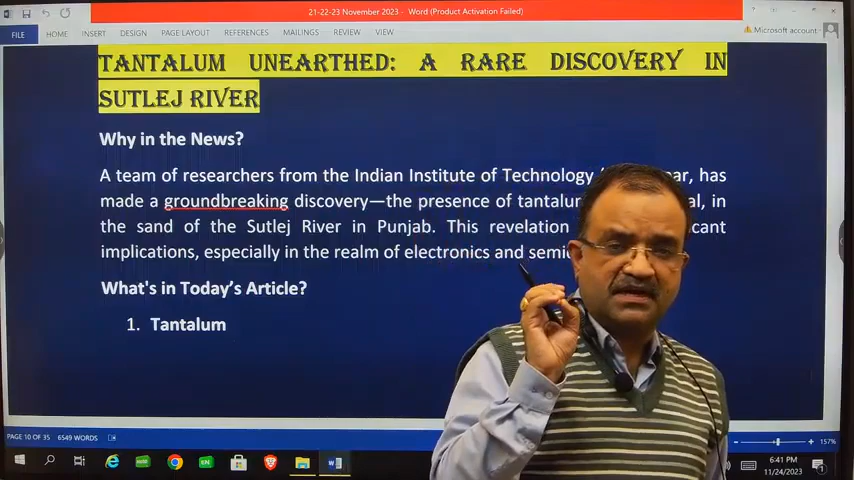 21-22-23 November 2023 - Word (Product Activation Failed)
FILE HOME INSERT DESIGN PAGE LAYOUT REFERENCES MAILINGS REVIEW VIEW
Microsoft account
TANTALUM UNEARTHED: A RARE DISCOVERY IN
SUTLEJ RIVER
Why in the News?
A team of researchers from the Indian Institute of Technology has
made a groundbreaking discovery—the presence of in
the sand of the Sutlej River in Punjab. This revelation
implications, especially in the realm of electronics and
What's in Today's Article?
1. Tantalum
PAGE 10 OF 35 6549 WORDS 157%
6:41 PM
11/24/2023